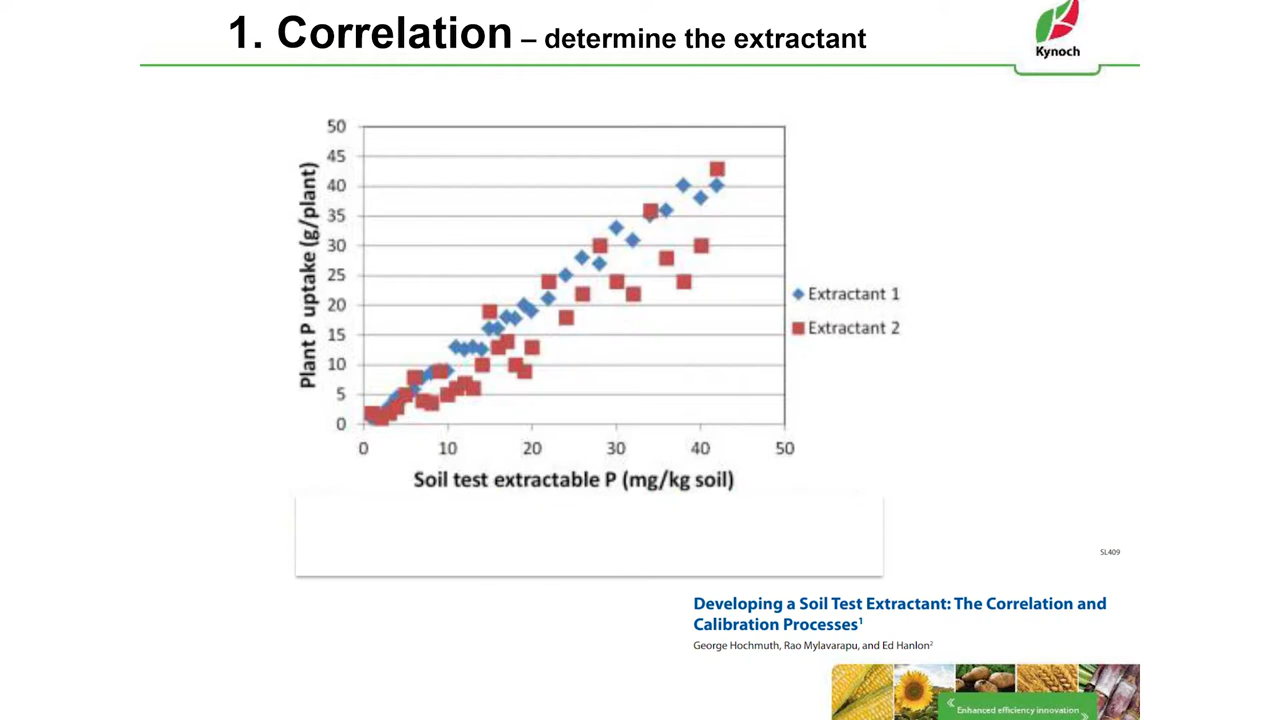 1. Correlation – determine the extractant
Kynoch
50
45
40
35
30
25
20
15
10
5
0
Plant P uptake (g/plant)
0 10 20 30 40 50
Soil test extractable P (mg/kg soil)
Extractant 1
Extractant 2
SL409
Developing a Soil Test Extractant: The Correlation and
Calibration Processes¹
George Hochmuth, Rao Mylavarapu, and Ed Hanlon²
Enhanced efficiency innovation